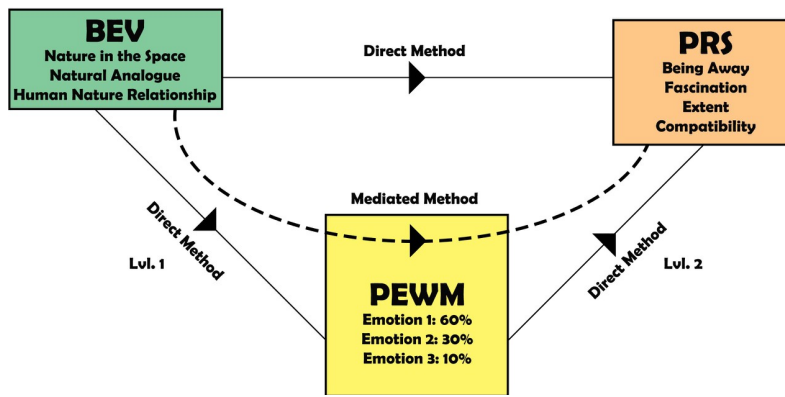 BEV
Nature in the Space
Natural Analogue
Human Nature Relationship
Direct Method
PRS
Being Away
Fascination
Extent
Compatibility
Mediated Method
Direct Method
Lvl. 1
PEWM
Emotion 1: 60%
Emotion 2: 30%
Emotion 3: 10%
Direct Method
Lvl. 2